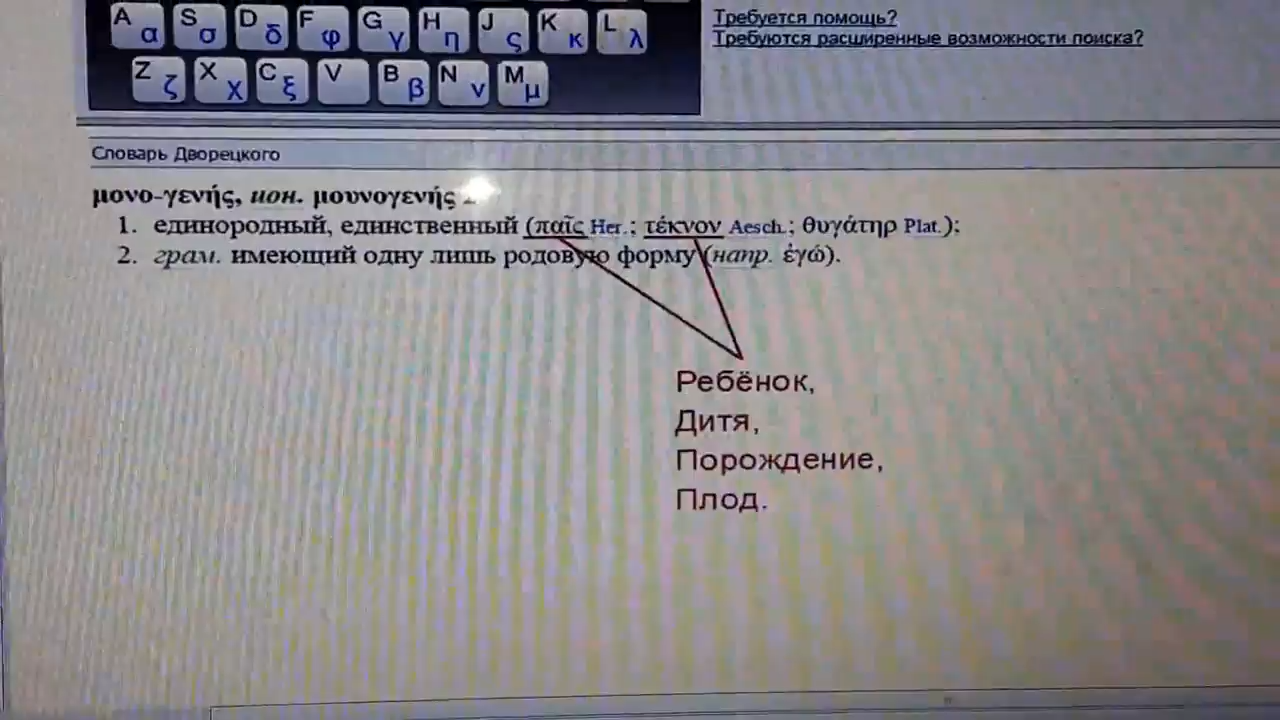 A α S σ D δ F φ G γ H η J ς K κ L λ
Z ζ X χ C ξ V B β N ν M μ
Требуется помощь?
Требуются расширенные возможности поиска?
Словарь Дворецкого
μονο-γενής, ион. μουνογενής 2
1. единородный, единственный (παῖς Her.; τέκνον Aesch.; θυγάτηρ Plat.);
2. грам. имеющий одну лишь родовую форму (напр. ἐγώ).
Ребёнок,
Дитя,
Порождение,
Плод.